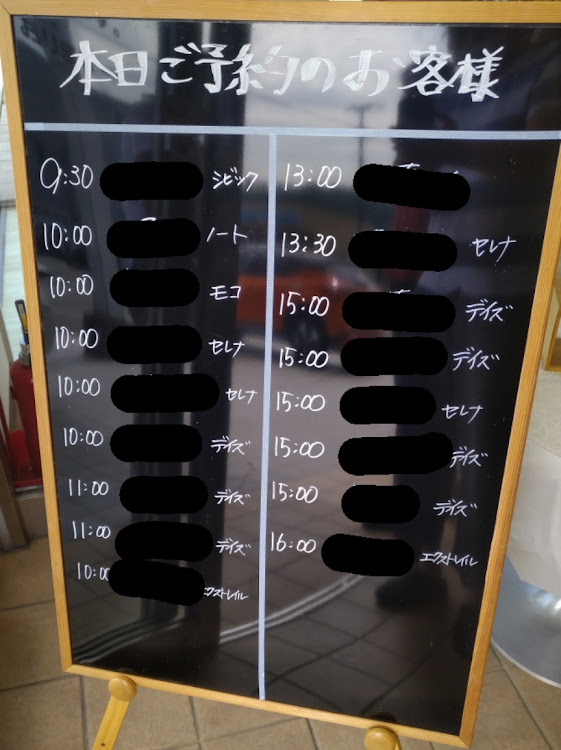 本日ご予約のお客様
9:30 シビック
10:00 ノート
10:00 モコ
10:00 セレナ
10:00 セレナ
10:00 デイズ
11:00 デイズ
11:00 デイズ
10:00 エクストレイル
13:00
13:30 セレナ
15:00 デイズ
15:00 デイズ
15:00 セレナ
15:00 デイズ
15:00 デイズ
16:00 エクストレイル